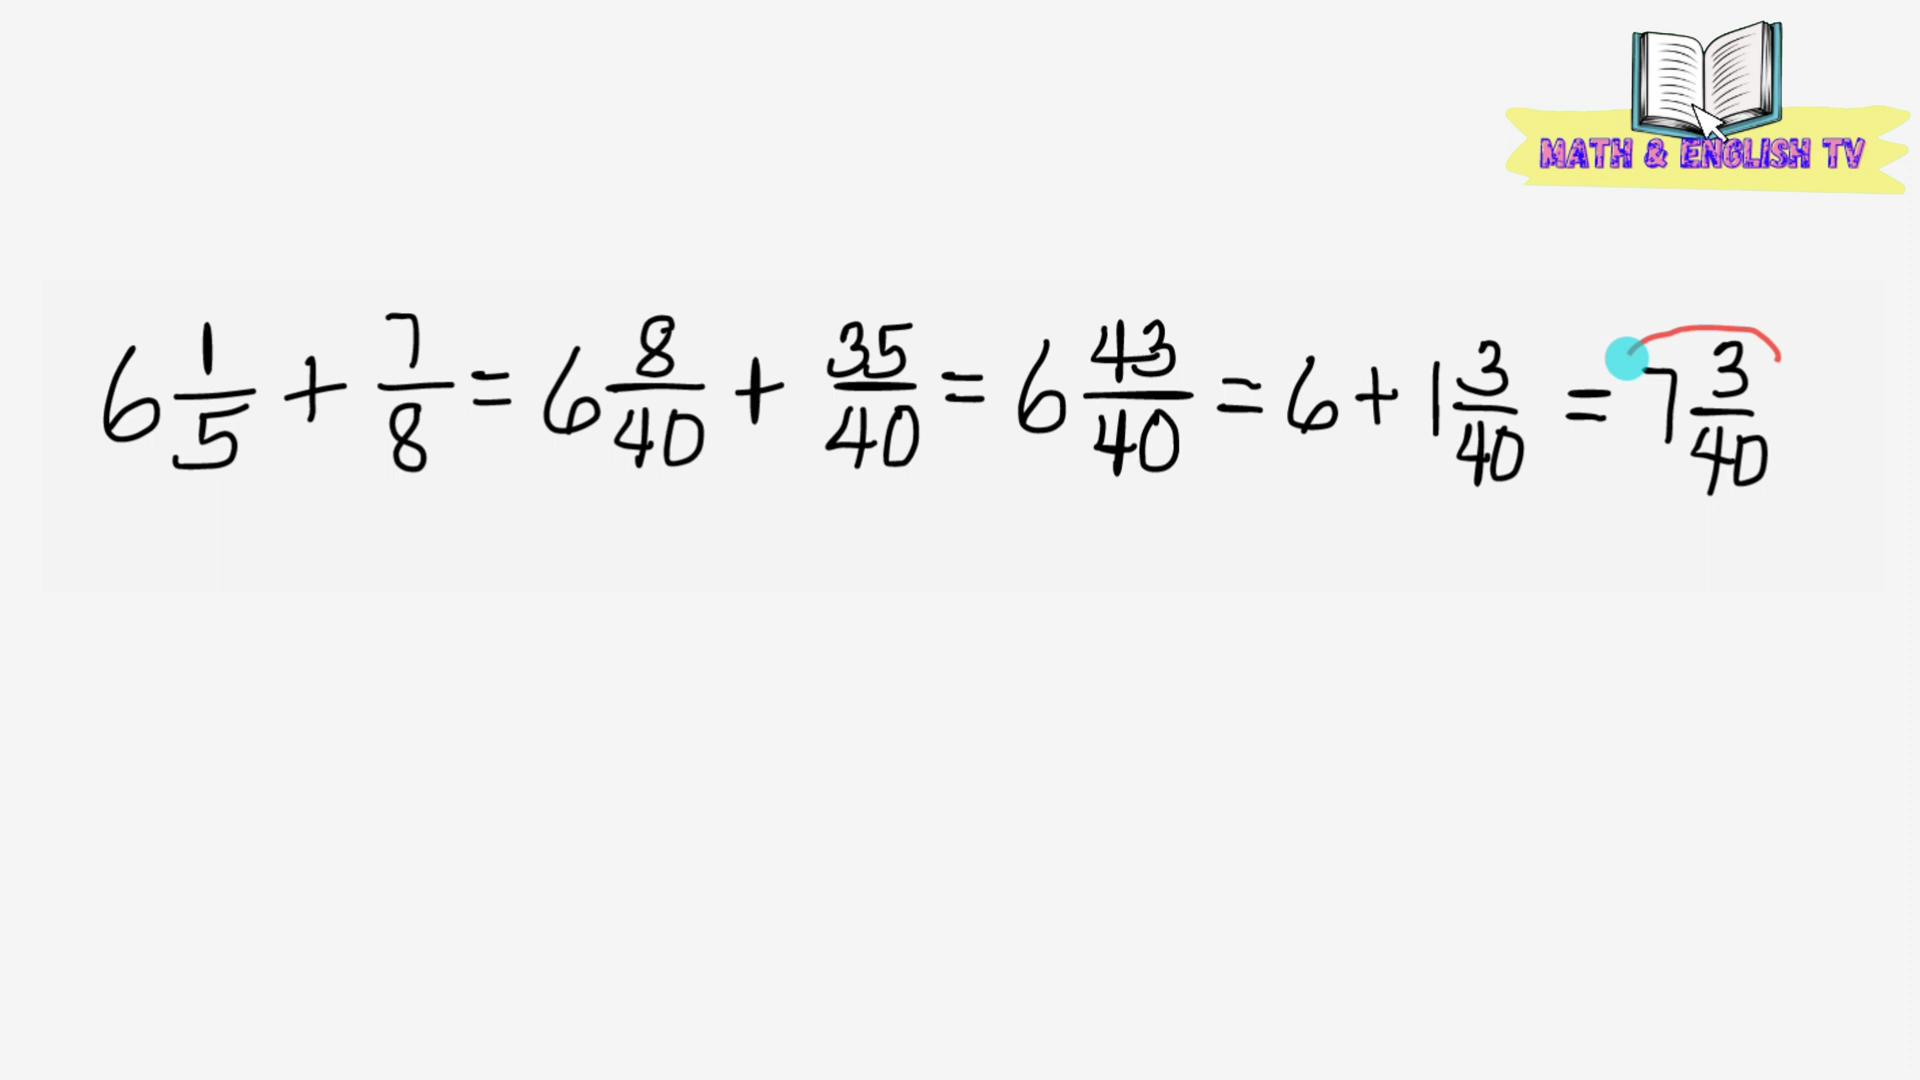 MATH & ENGLISH TV
6 1/5 + 7/8 = 6 8/40 + 35/40 = 6 43/40 = 6 + 1 3/40 = 7 3/40